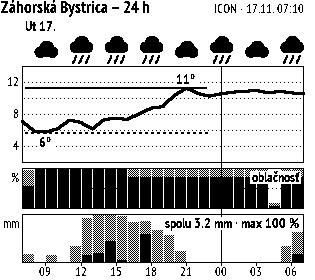 Záhorská Bystrica – 24 h
ICON · 17.11. 07:10
Ut 17.
12
8
4
11°
6°
%
oblačnosť
mm
spolu 3.2 mm · max 100 %
09 12 15 18 21 00 03 06